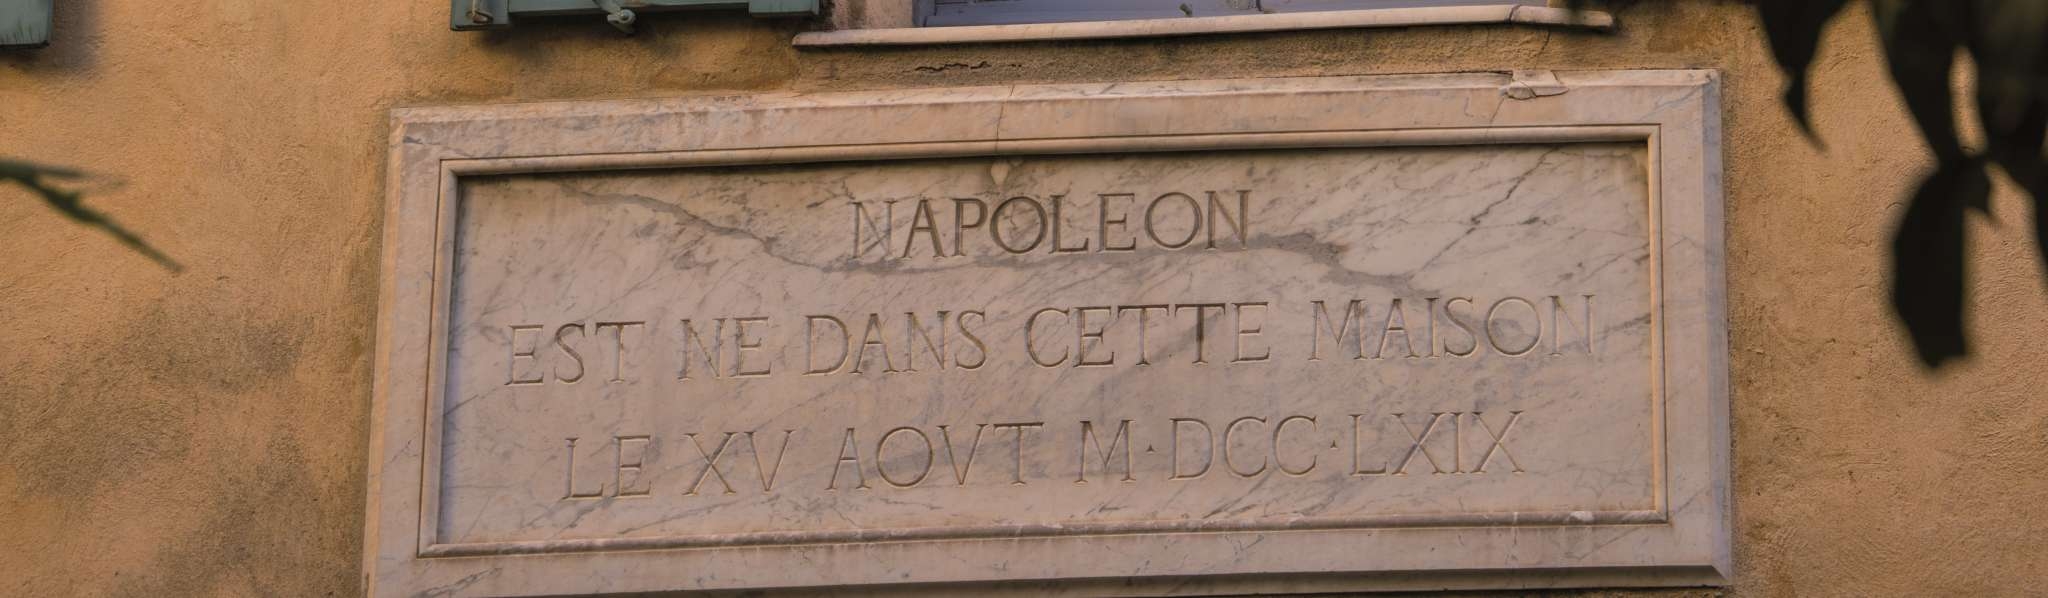 NAPOLEON
EST NE DANS CETTE MAISON
LE XV AOVT M·DCC·LXIX